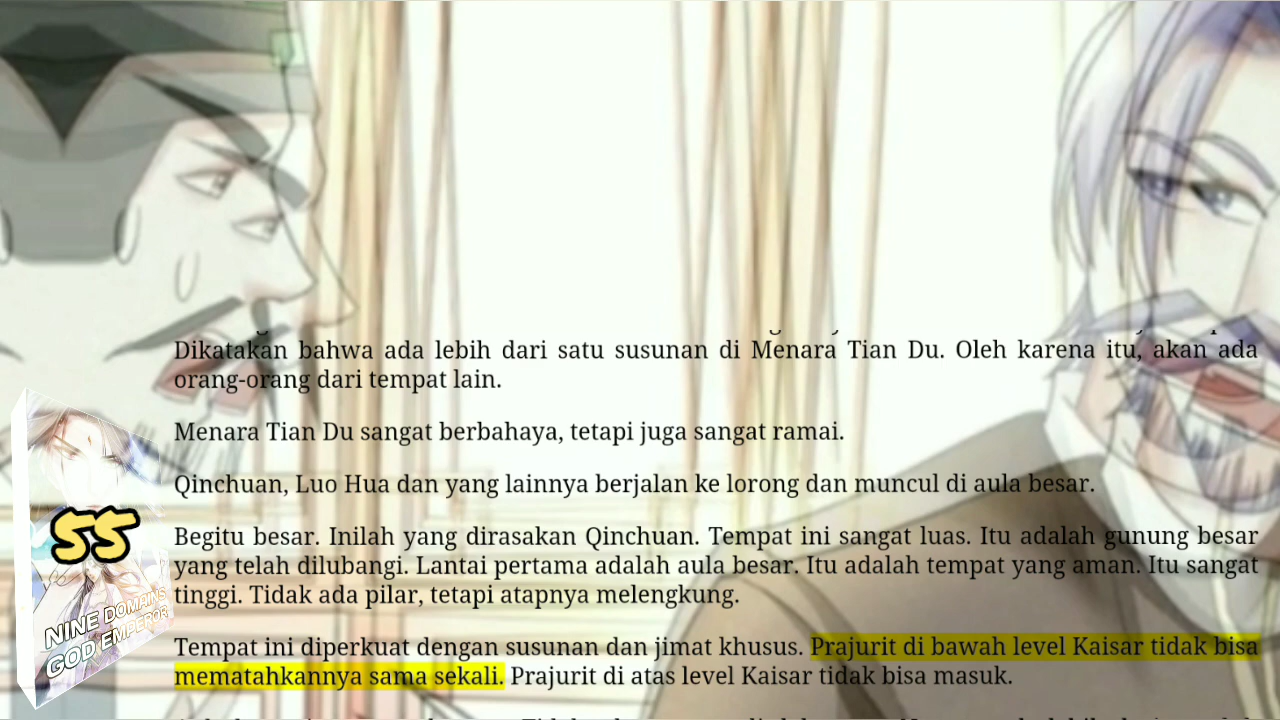 Dikatakan bahwa ada lebih dari satu susunan di Menara Tian Du. Oleh karena itu, akan ada
orang-orang dari tempat lain.
Menara Tian Du sangat berbahaya, tetapi juga sangat ramai.
Qinchuan, Luo Hua dan yang lainnya berjalan ke lorong dan muncul di aula besar.
Begitu besar. Inilah yang dirasakan Qinchuan. Tempat ini sangat luas. Itu adalah gunung besar
yang telah dilubangi. Lantai pertama adalah aula besar. Itu adalah tempat yang aman. Itu sangat
tinggi. Tidak ada pilar, tetapi atapnya melengkung.
Tempat ini diperkuat dengan susunan dan jimat khusus. Prajurit di bawah level Kaisar tidak bisa
mematahkannya sama sekali. Prajurit di atas level Kaisar tidak bisa masuk.
55
NINE DOMAINS
GOD EMPEROR